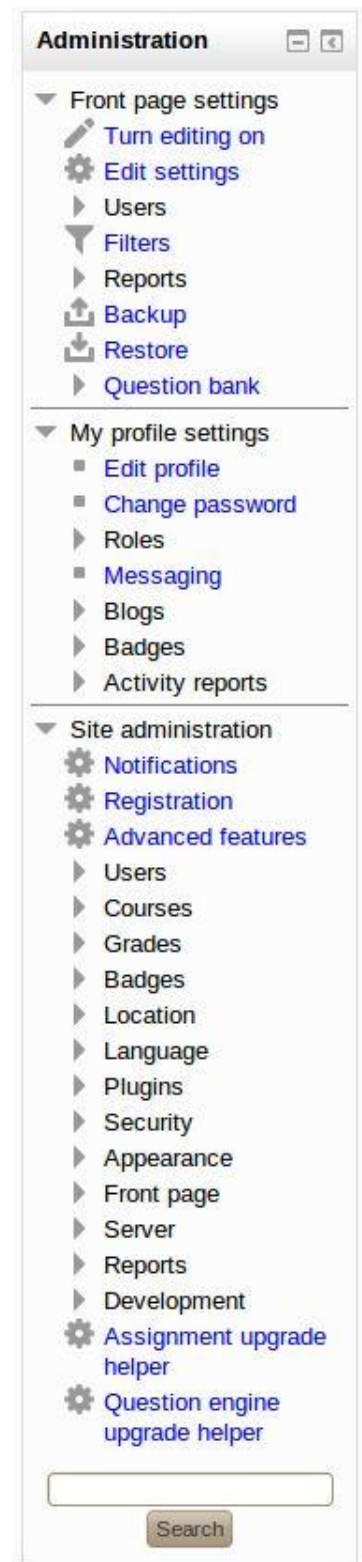 Administration
Front page settings
Turn editing on
Edit settings
Users
Filters
Reports
Backup
Restore
Question bank
My profile settings
Edit profile
Change password
Roles
Messaging
Blogs
Badges
Activity reports
Site administration
Notifications
Registration
Advanced features
Users
Courses
Grades
Badges
Location
Language
Plugins
Security
Appearance
Front page
Server
Reports
Development
Assignment upgrade
helper
Question engine
upgrade helper
Search